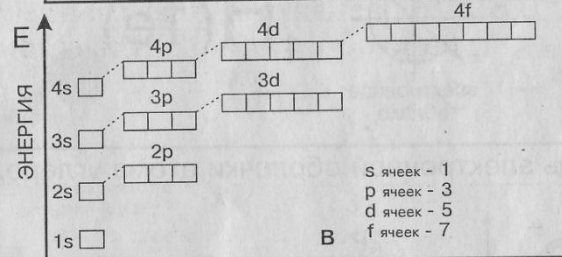 E
ЭНЕРГИЯ
4f
4p 4d
4s
3p 3d
3s
2p
2s
1s
s ячеек - 1
p ячеек - 3
d ячеек - 5
f ячеек - 7
В